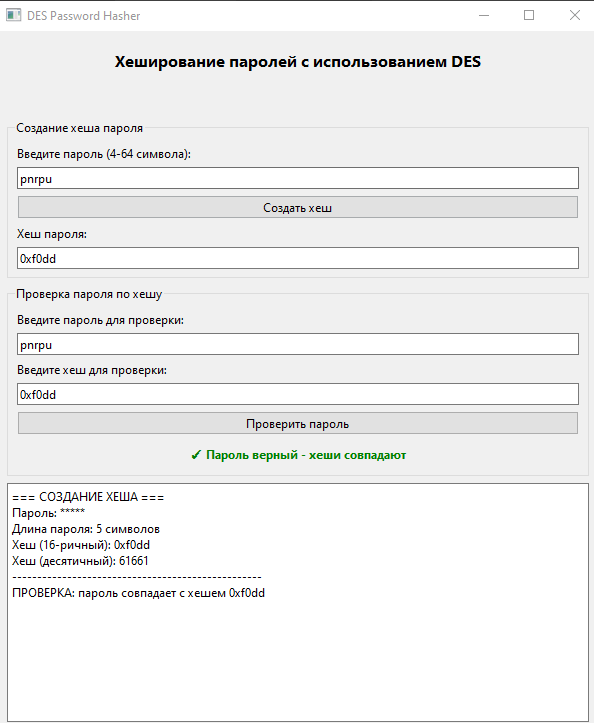 DES Password Hasher
Хеширование паролей с использованием DES
Создание хеша пароля
Введите пароль (4-64 символа):
pnrpu
Создать хеш
Хеш пароля:
0xf0dd
Проверка пароля по хешу
Введите пароль для проверки:
pnrpu
Введите хеш для проверки:
0xf0dd
Проверить пароль
✓ Пароль верный - хеши совпадают
=== СОЗДАНИЕ ХЕША ===
Пароль: *****
Длина пароля: 5 символов
Хеш (16-ричный): 0xf0dd
Хеш (десятичный): 61661
--------------------------------------------------
ПРОВЕРКА: пароль совпадает с хешем 0xf0dd